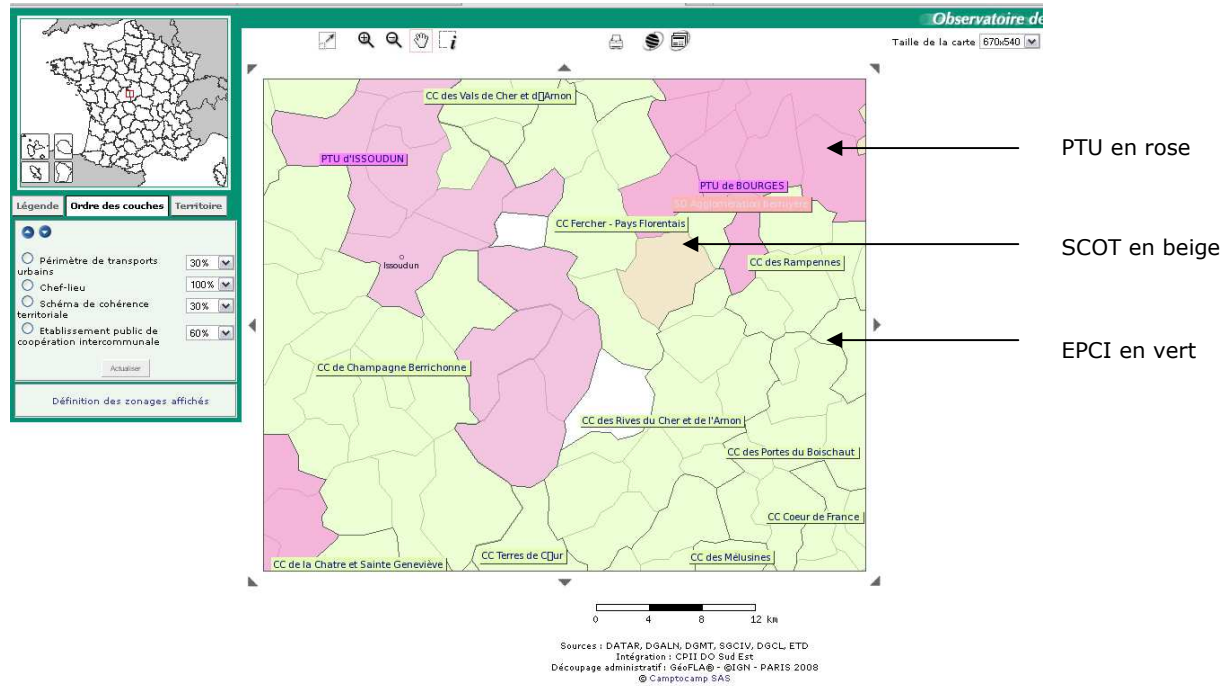 Observatoire de
Taille de la carte 670x540
Légende Ordre des couches Territoire
Périmètre de transports urbains 30%
Chef-lieu 100%
Schéma de cohérence territoriale 30%
Etablissement public de coopération intercommunale 60%
Actualiser
Définition des zonages affichés
CC des Vals de Cher et d▯Arnon
PTU d'ISSOUDUN
PTU de BOURGES
SD Agglomération Berruyère
CC Fercher - Pays Florentais
CC des Rampennes
Issoudun
CC de Champagne Berrichonne
CC des Rives du Cher et de l'Arnon
CC des Portes du Boischaut
CC Coeur de France
CC de la Chatre et Sainte Geneviève
CC Terres de C▯ur
CC des Mélusines
PTU en rose
SCOT en beige
EPCI en vert
0 4 8 12 km
Sources : DATAR, DGALN, DGMT, SGCIV, DGCL, ETD
Intégration : CPII DO Sud Est
Découpage administratif : GéoFLA® - ©IGN - PARIS 2008
© Camptocamp SAS